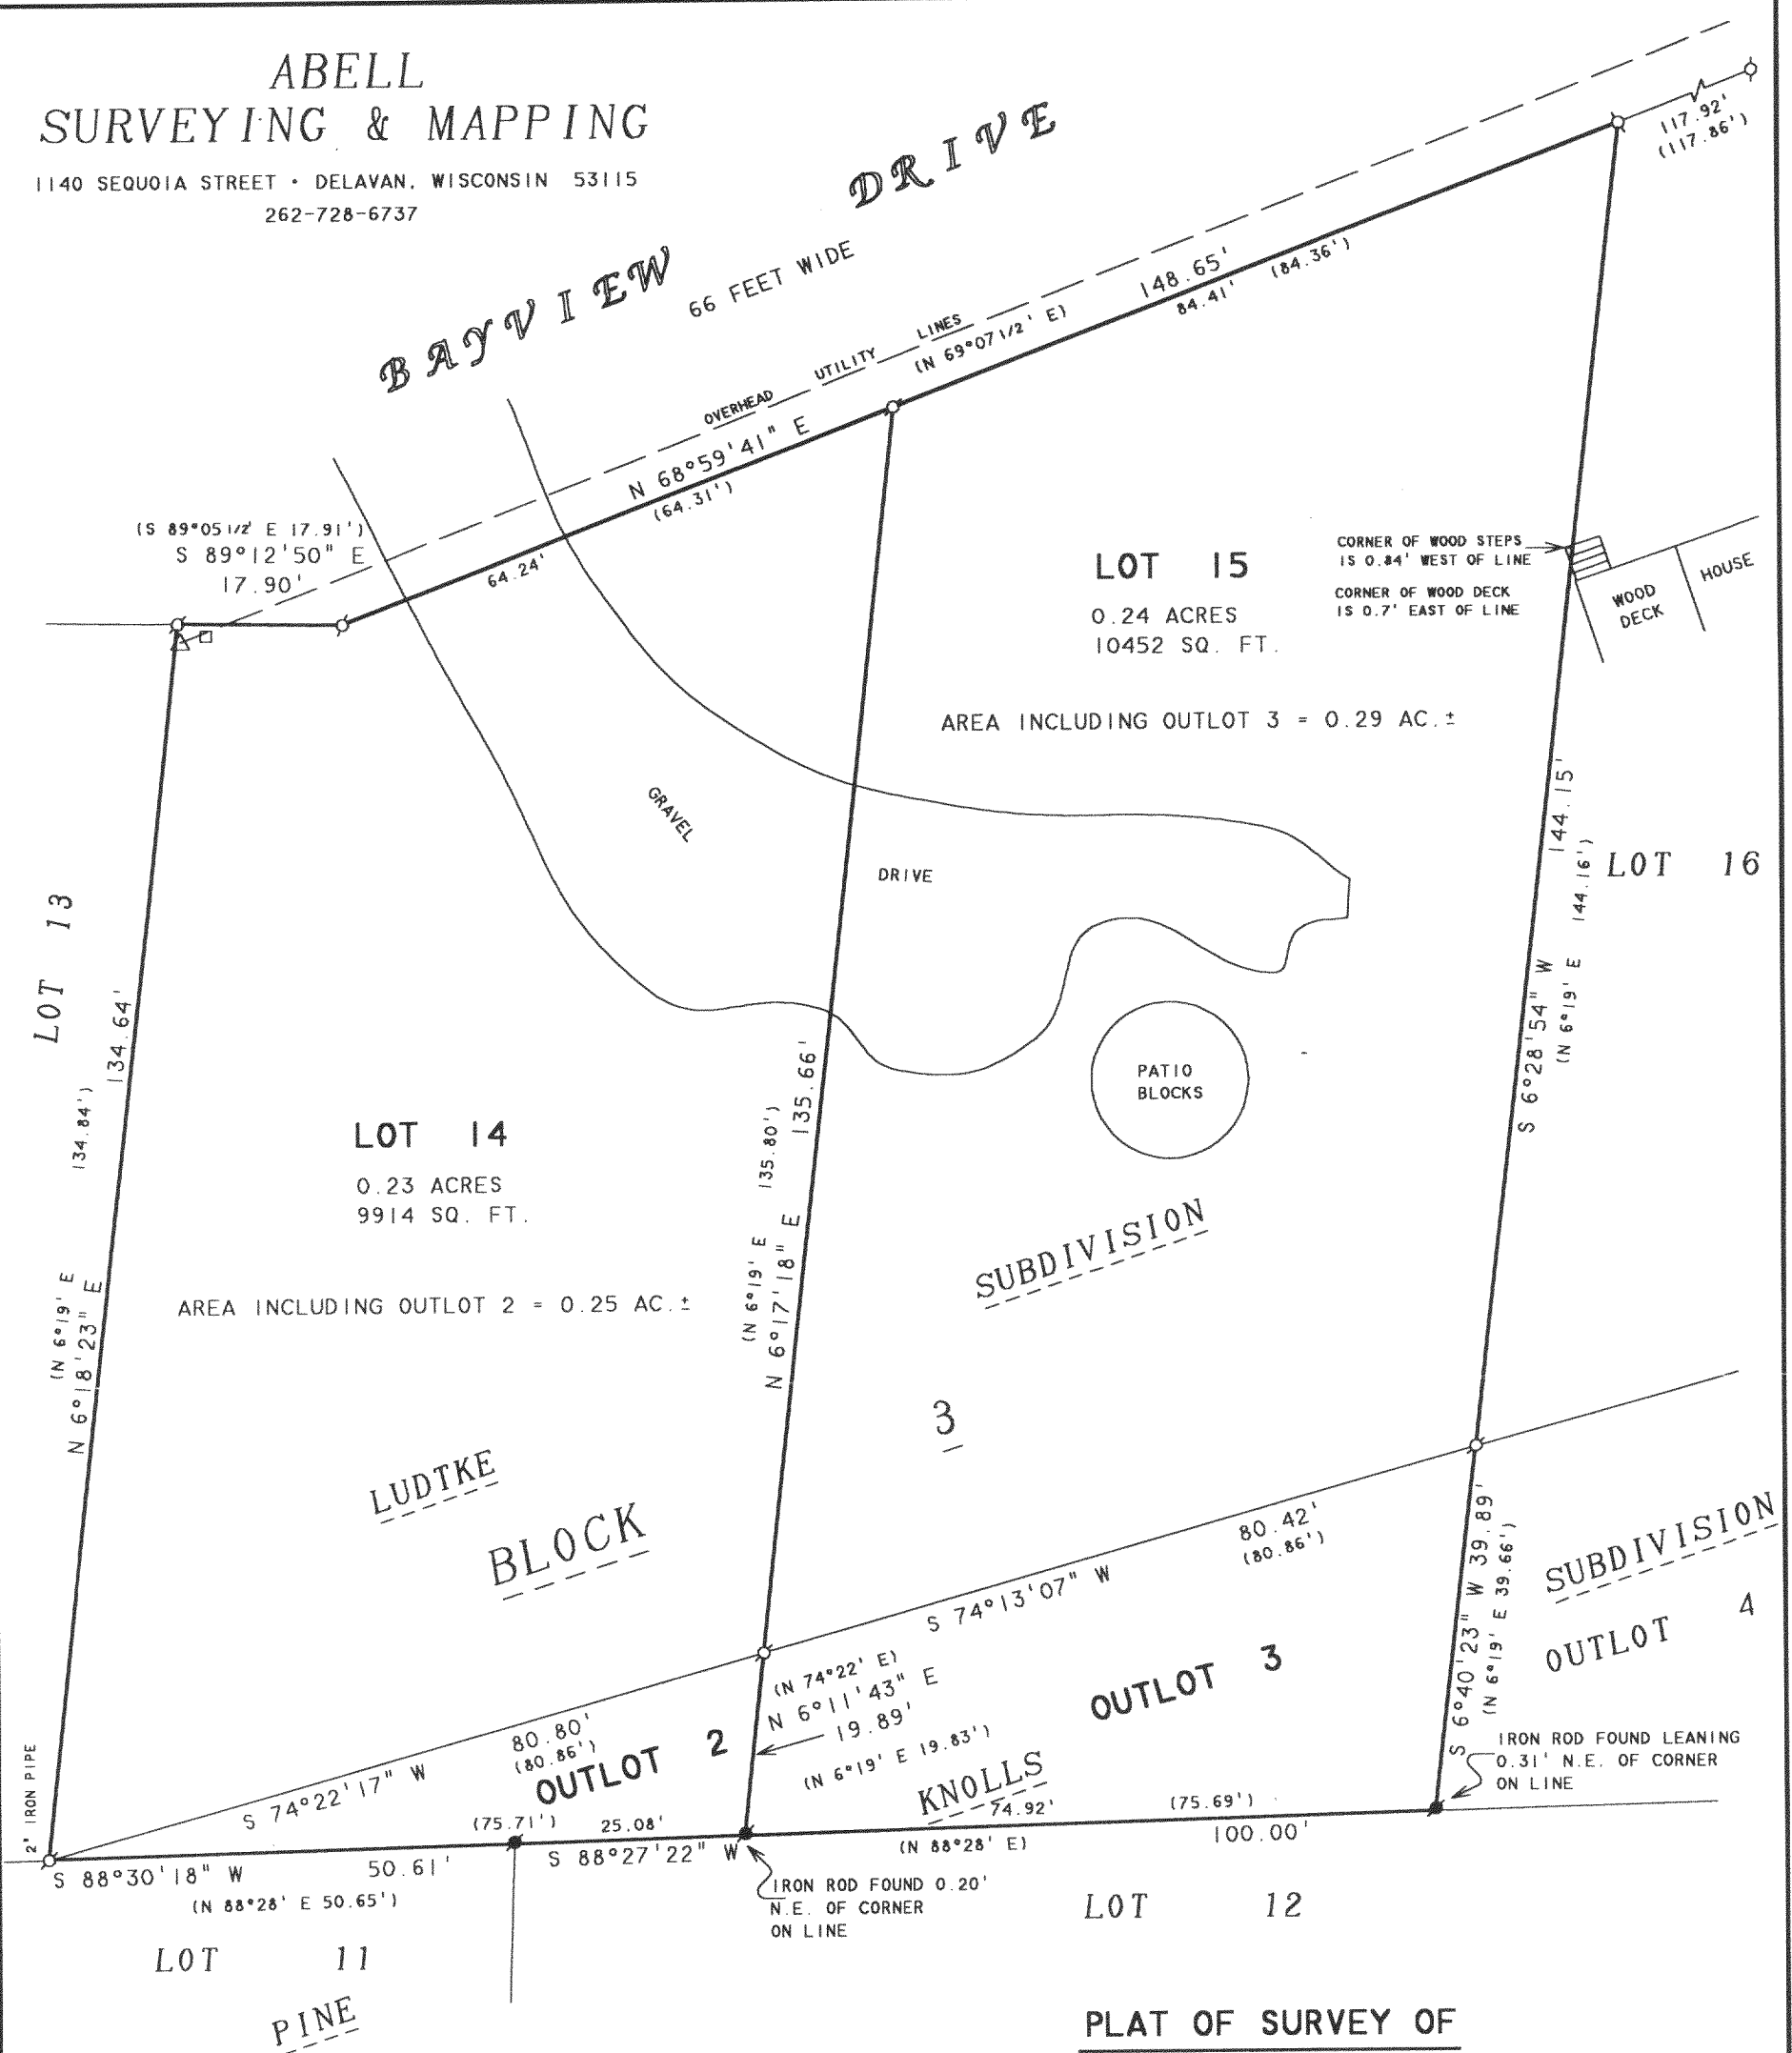 ABELL
SURVEYING & MAPPING
1140 SEQUOIA STREET • DELAVAN, WISCONSIN 53115
262-728-6737
BAYVIEW DRIVE
66 FEET WIDE
117.92'
(117.86')
148.65'
(84.36')
84.41'
(N 69°07 1/2' E)
OVERHEAD UTILITY LINES
N 68°59'41" E
(64.31')
64.24'
(S 89°05 1/2' E 17.91')
S 89°12'50" E
17.90'
LOT 15
0.24 ACRES
10452 SQ. FT.
AREA INCLUDING OUTLOT 3 = 0.29 AC.±
CORNER OF WOOD STEPS
IS 0.84' WEST OF LINE
CORNER OF WOOD DECK
IS 0.7' EAST OF LINE
WOOD
DECK
HOUSE
GRAVEL
DRIVE
LOT 13
134.64'
(N 6°19' E 134.84')
N 6°18'23" E
144.15'
S 6°28'54" W
(N 6°19' E 144.16')
LOT 16
PATIO
BLOCKS
LOT 14
0.23 ACRES
9914 SQ. FT.
AREA INCLUDING OUTLOT 2 = 0.25 AC.±
135.66'
(N 6°19' E 135.80')
N 6°17'18" E
SUBDIVISION
3
LUDTKE
BLOCK
80.42'
(80.86')
S 74°13'07" W
(N 74°22' E)
N 6°11'43" E
19.89'
(N 6°19' E 19.83')
OUTLOT 3
S 6°40'23" W 39.89'
(N 6°19' E 39.66')
SUBDIVISION
OUTLOT 4
80.80'
(80.86')
S 74°22'17" W
OUTLOT 2
2" IRON PIPE
KNOLLS
IRON ROD FOUND LEANING
0.31' N.E. OF CORNER
ON LINE
(75.71')
25.08'
74.92'
(75.69')
S 88°30'18" W
50.61'
S 88°27'22" W
(N 88°28' E)
100.00'
(N 88°28' E 50.65')
IRON ROD FOUND 0.20'
N.E. OF CORNER
ON LINE
LOT 12
LOT 11
PINE
PLAT OF SURVEY OF